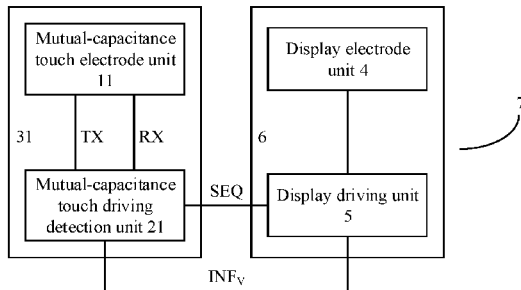 Mutual-capacitance
touch electrode unit
11
Display electrode
unit 4
31
TX
RX
6
7
Mutual-capacitance
touch driving
detection unit 21
SEQ
Display driving unit
5
INFV